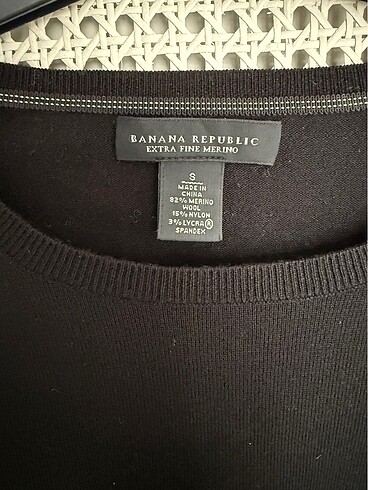 BANANA REPUBLIC
EXTRA FINE MERINO
S
MADE IN
CHINA
82% MERINO
WOOL
15% NYLON
3% LYCRA®
SPANDEX